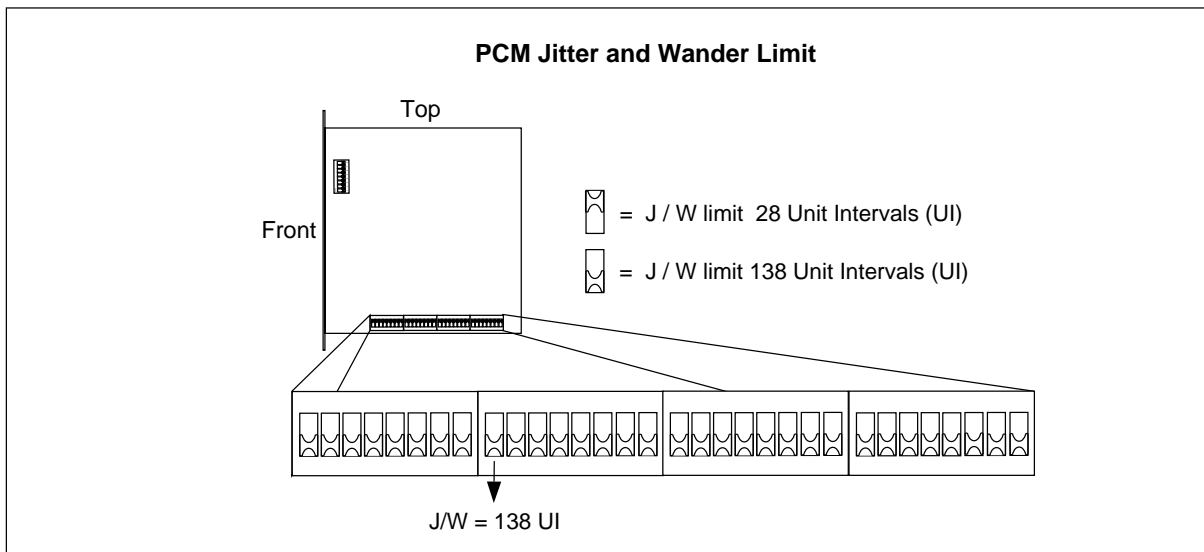 PCM Jitter and Wander Limit
Top
Front
= J / W limit 28 Unit Intervals (UI)
= J / W limit 138 Unit Intervals (UI)
J/W = 138 UI